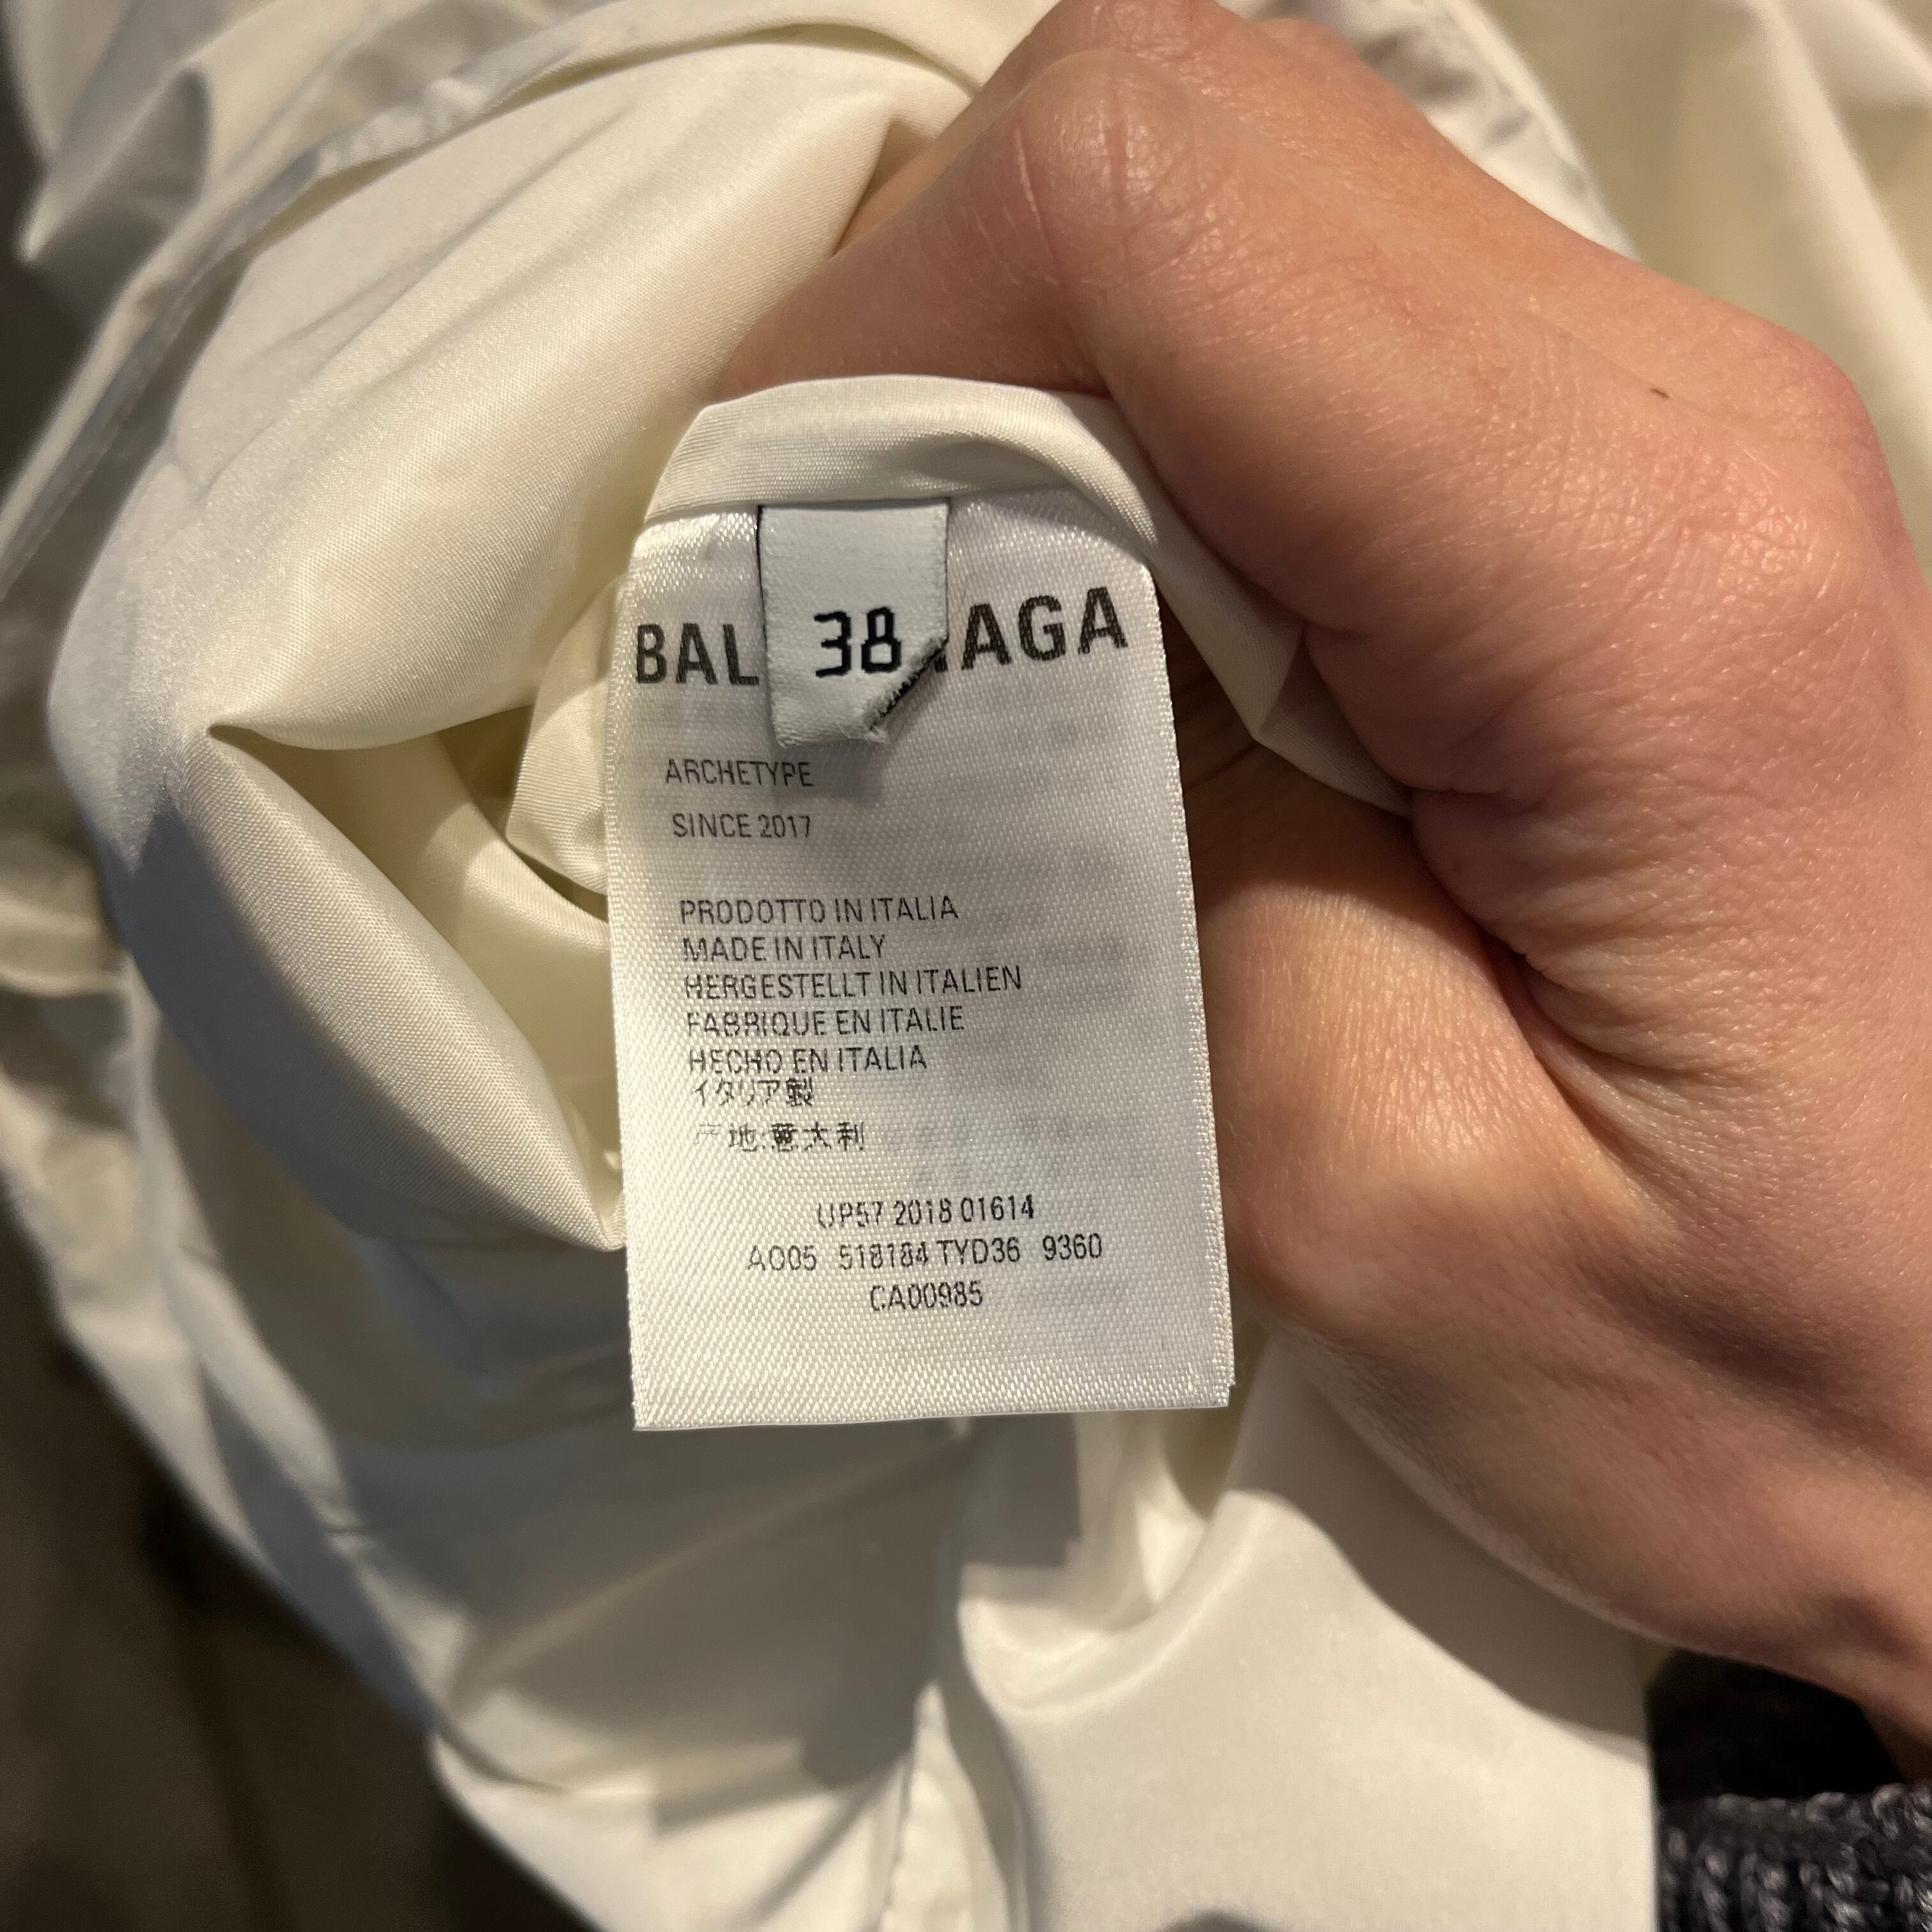 BAL
38
AGA
ARCHETYPE
SINCE 2017
PRODOTTO IN ITALIA
MADE IN ITALY
HERGESTELLT IN ITALIEN
FABRIQUE EN ITALIE
HECHO EN ITALIA
イタリア製
产地:意大利
UP57 2018 01614
A005 518184 TYD36 9360
CA00985